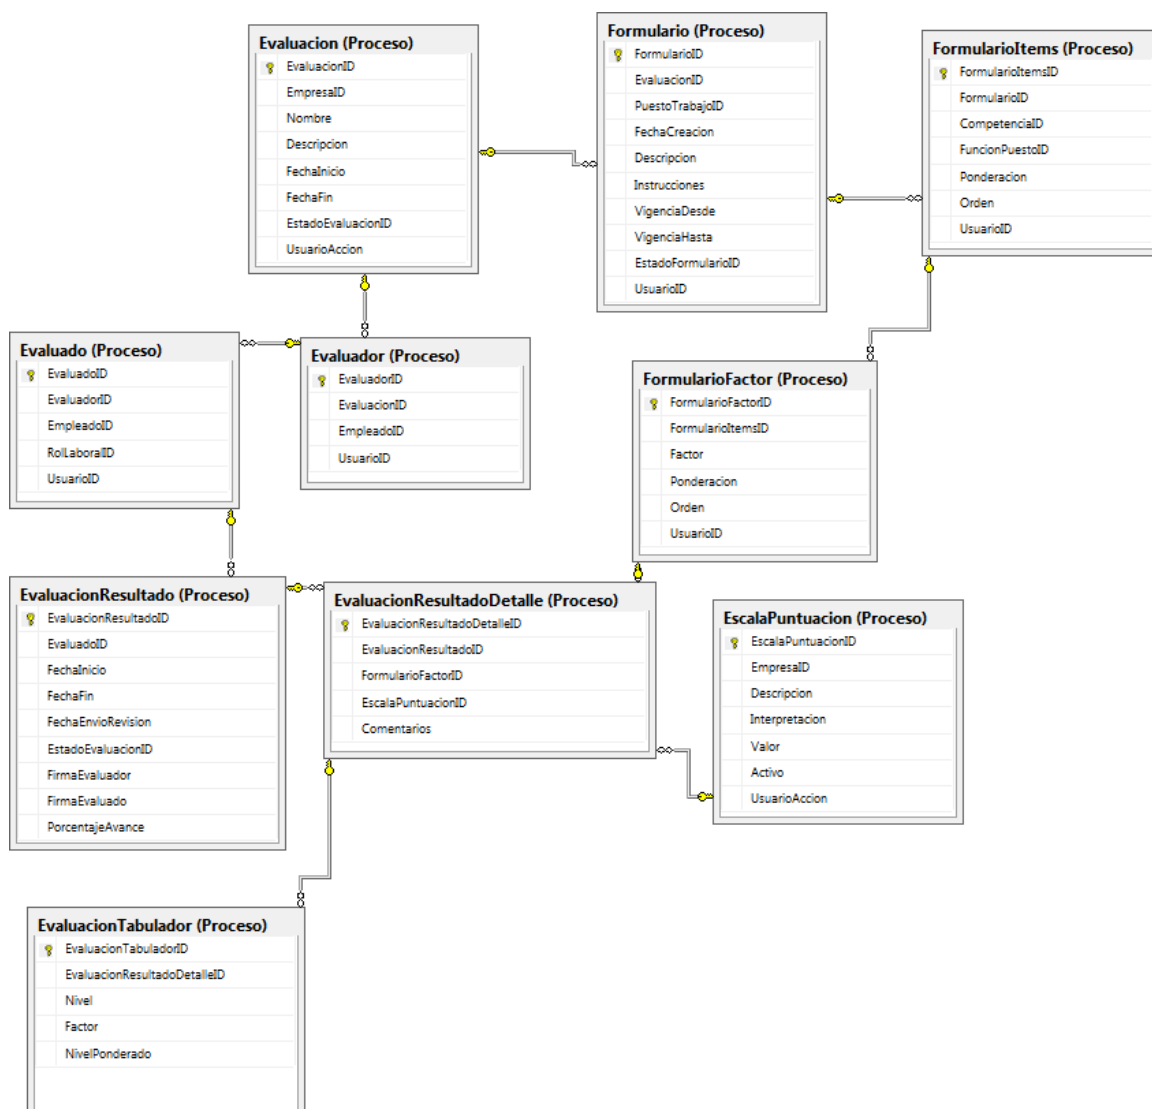 Evaluacion (Proceso)
EvaluacionID
EmpresaID
Nombre
Descripcion
FechaInicio
FechaFin
EstadoEvaluacionID
UsuarioAccion
Formulario (Proceso)
FormularioID
EvaluacionID
PuestoTrabajoID
FechaCreacion
Descripcion
Instrucciones
VigenciaDesde
VigenciaHasta
EstadoFormularioID
UsuarioID
FormularioItems (Proceso)
FormularioItemsID
FormularioID
CompetenciaID
FuncionPuestoID
Ponderacion
Orden
UsuarioID
Evaluado (Proceso)
EvaluadoID
EvaluadorID
EmpleadoID
RolLaboralID
UsuarioID
Evaluador (Proceso)
EvaluadorID
EvaluacionID
EmpleadoID
UsuarioID
FormularioFactor (Proceso)
FormularioFactorID
FormularioItemsID
Factor
Ponderacion
Orden
UsuarioID
EvaluacionResultado (Proceso)
EvaluacionResultadoID
EvaluadoID
FechaInicio
FechaFin
FechaEnvioRevision
EstadoEvaluacionID
FirmaEvaluador
FirmaEvaluado
PorcentajeAvance
EvaluacionResultadoDetalle (Proceso)
EvaluacionResultadoDetalleID
EvaluacionResultadoID
FormularioFactorID
EscalaPuntuacionID
Comentarios
EscalaPuntuacion (Proceso)
EscalaPuntuacionID
EmpresaID
Descripcion
Interpretacion
Valor
Activo
UsuarioAccion
EvaluacionTabulador (Proceso)
EvaluacionTabuladorID
EvaluacionResultadoDetalleID
Nivel
Factor
NivelPonderado